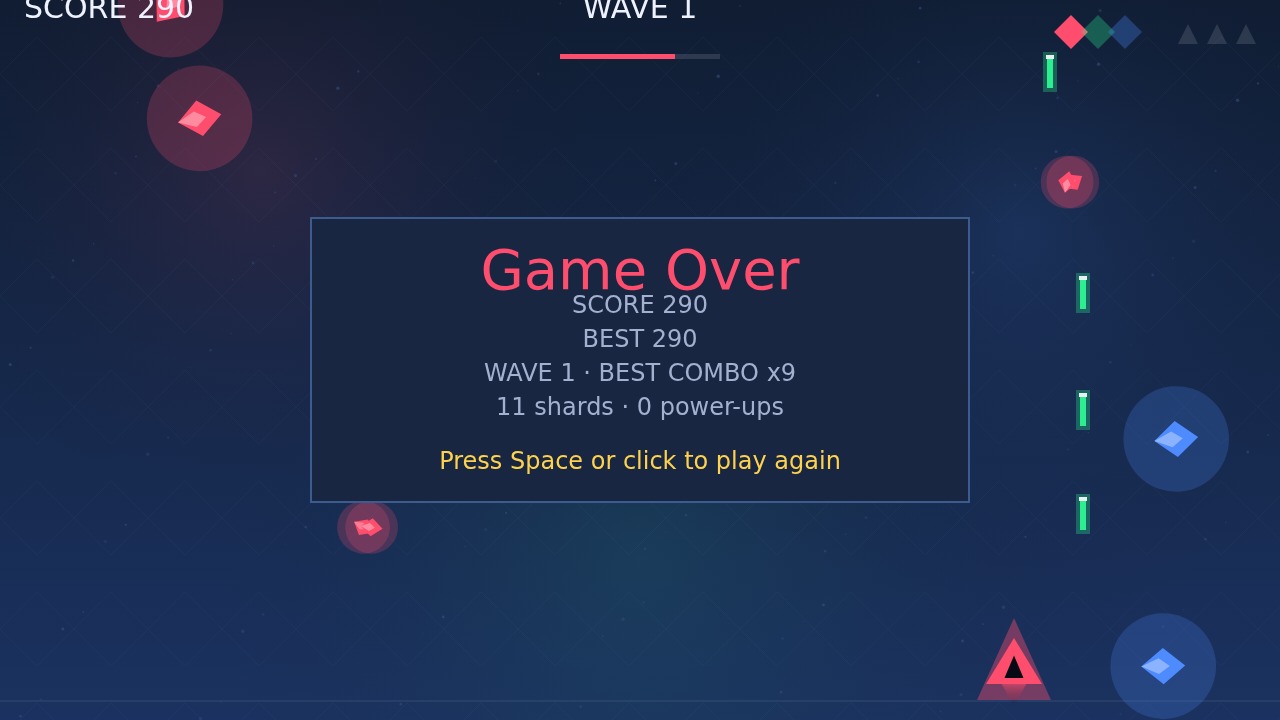 SCORE 290
WAVE 1
Game Over
SCORE 290
BEST 290
WAVE 1 · BEST COMBO x9
11 shards · 0 power-ups
Press Space or click to play again